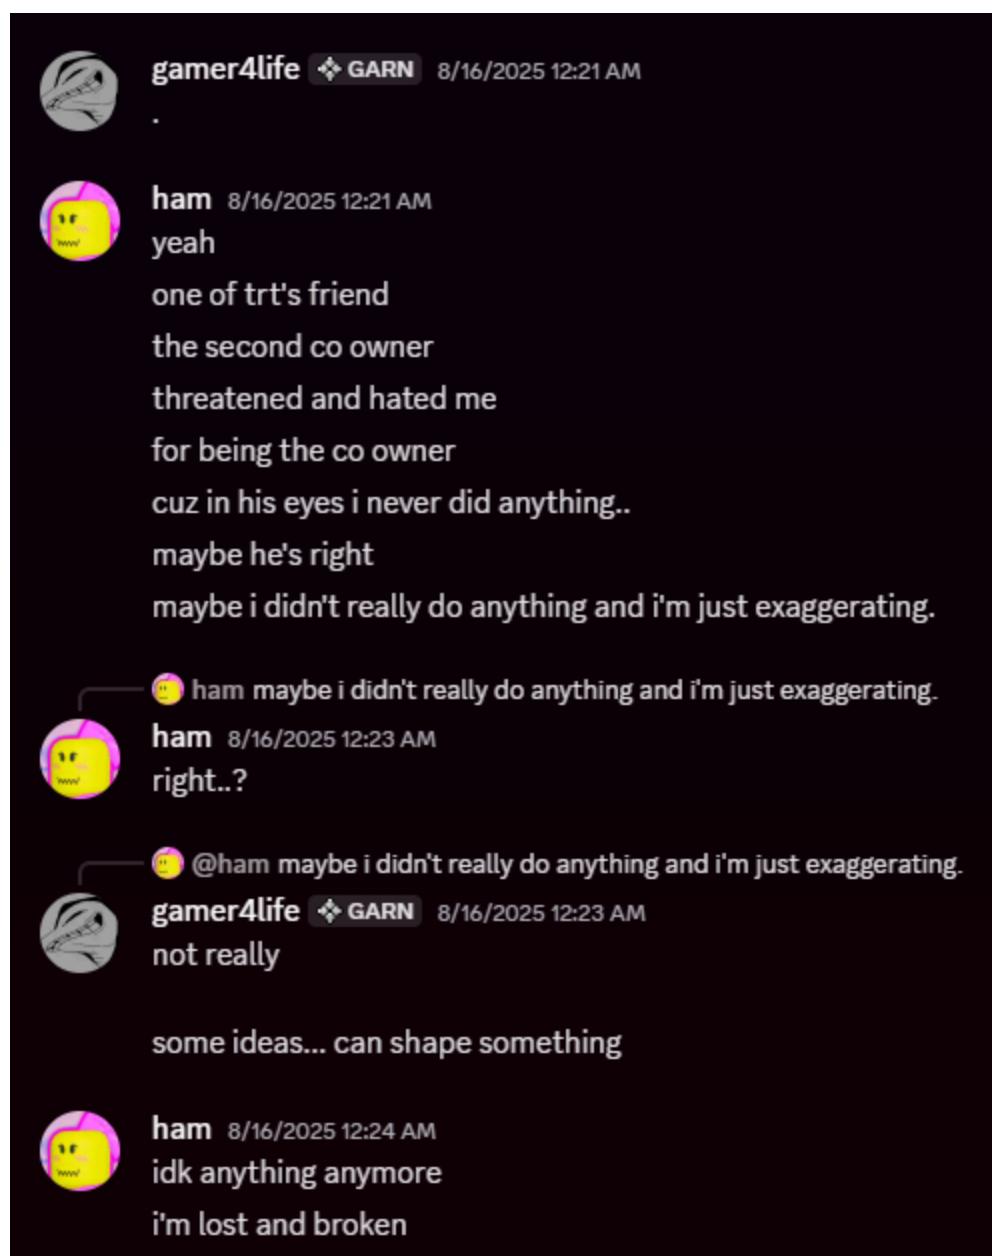 gamer4life GARN 8/16/2025 12:21 AM
.
ham 8/16/2025 12:21 AM
yeah
one of trt's friend
the second co owner
threatened and hated me
for being the co owner
cuz in his eyes i never did anything..
maybe he's right
maybe i didn't really do anything and i'm just exaggerating.
ham maybe i didn't really do anything and i'm just exaggerating.
ham 8/16/2025 12:23 AM
right..?
@ham maybe i didn't really do anything and i'm just exaggerating.
gamer4life GARN 8/16/2025 12:23 AM
not really
some ideas... can shape something
ham 8/16/2025 12:24 AM
idk anything anymore
i'm lost and broken